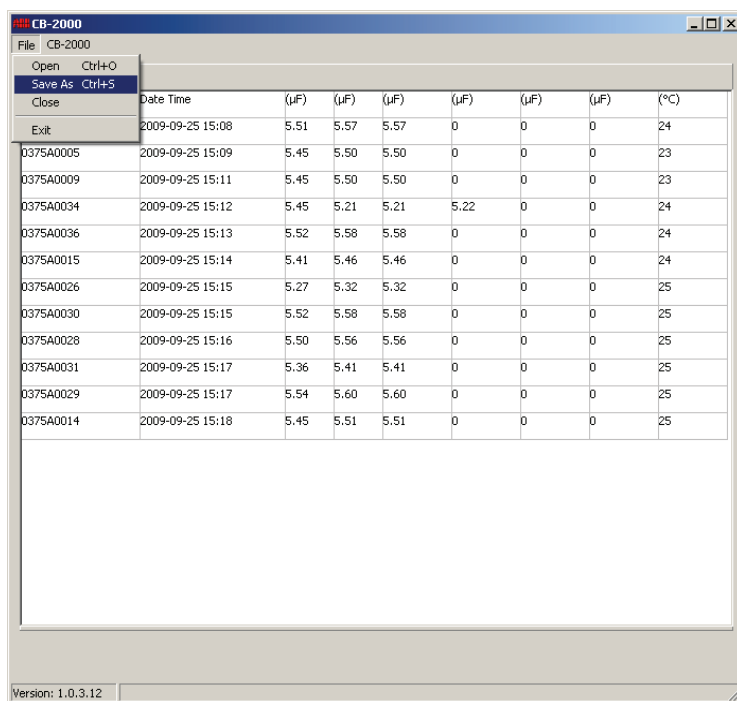 ABB CB-2000
File CB-2000
Open Ctrl+O
Save As Ctrl+S
Close
Exit
Date Time (µF) (µF) (µF) (µF) (µF) (µF) (°C)
2009-09-25 15:08 5.51 5.57 5.57 0 0 0 24
0375A0005 2009-09-25 15:09 5.45 5.50 5.50 0 0 0 23
0375A0009 2009-09-25 15:11 5.45 5.50 5.50 0 0 0 23
0375A0034 2009-09-25 15:12 5.45 5.21 5.21 5.22 0 0 24
0375A0036 2009-09-25 15:13 5.52 5.58 5.58 0 0 0 24
0375A0015 2009-09-25 15:14 5.41 5.46 5.46 0 0 0 24
0375A0026 2009-09-25 15:15 5.27 5.32 5.32 0 0 0 25
0375A0030 2009-09-25 15:15 5.52 5.58 5.58 0 0 0 25
0375A0028 2009-09-25 15:16 5.50 5.56 5.56 0 0 0 25
0375A0031 2009-09-25 15:17 5.36 5.41 5.41 0 0 0 25
0375A0029 2009-09-25 15:17 5.54 5.60 5.60 0 0 0 25
0375A0014 2009-09-25 15:18 5.45 5.51 5.51 0 0 0 25
Version: 1.0.3.12